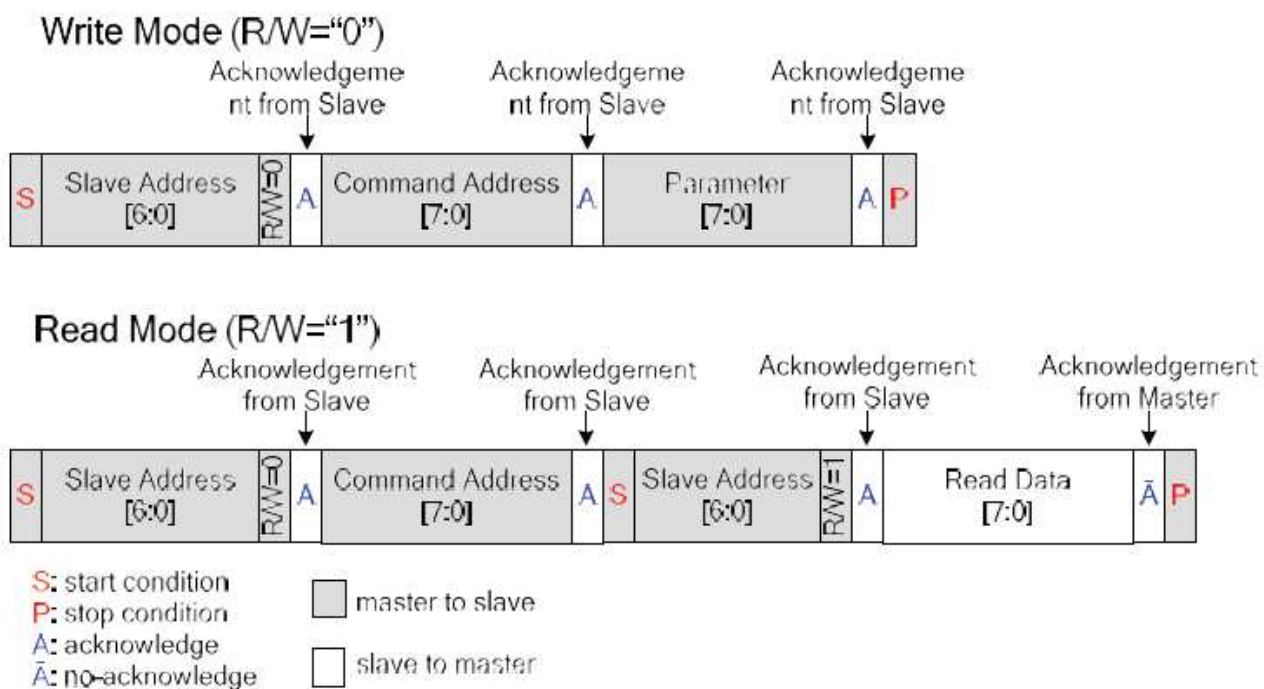 Write Mode (R/W=“0”)
Acknowledgeme
nt from Slave
Acknowledgeme
nt from Slave
Acknowledgeme
nt from Slave
S
Slave Address
[6:0]
R/W=0
A
Command Address
[7:0]
A
Parameter
[7:0]
A
P
Read Mode (R/W=“1”)
Acknowledgement
from Slave
Acknowledgement
from Slave
Acknowledgement
from Slave
Acknowledgement
from Master
S
Slave Address
[6:0]
R/W=0
A
Command Address
[7:0]
A
S
Slave Address
[6:0]
R/W=1
A
Read Data
[7:0]
Ā
P
S: start condition
P: stop condition
A: acknowledge
Ā: no-acknowledge
master to slave
slave to master